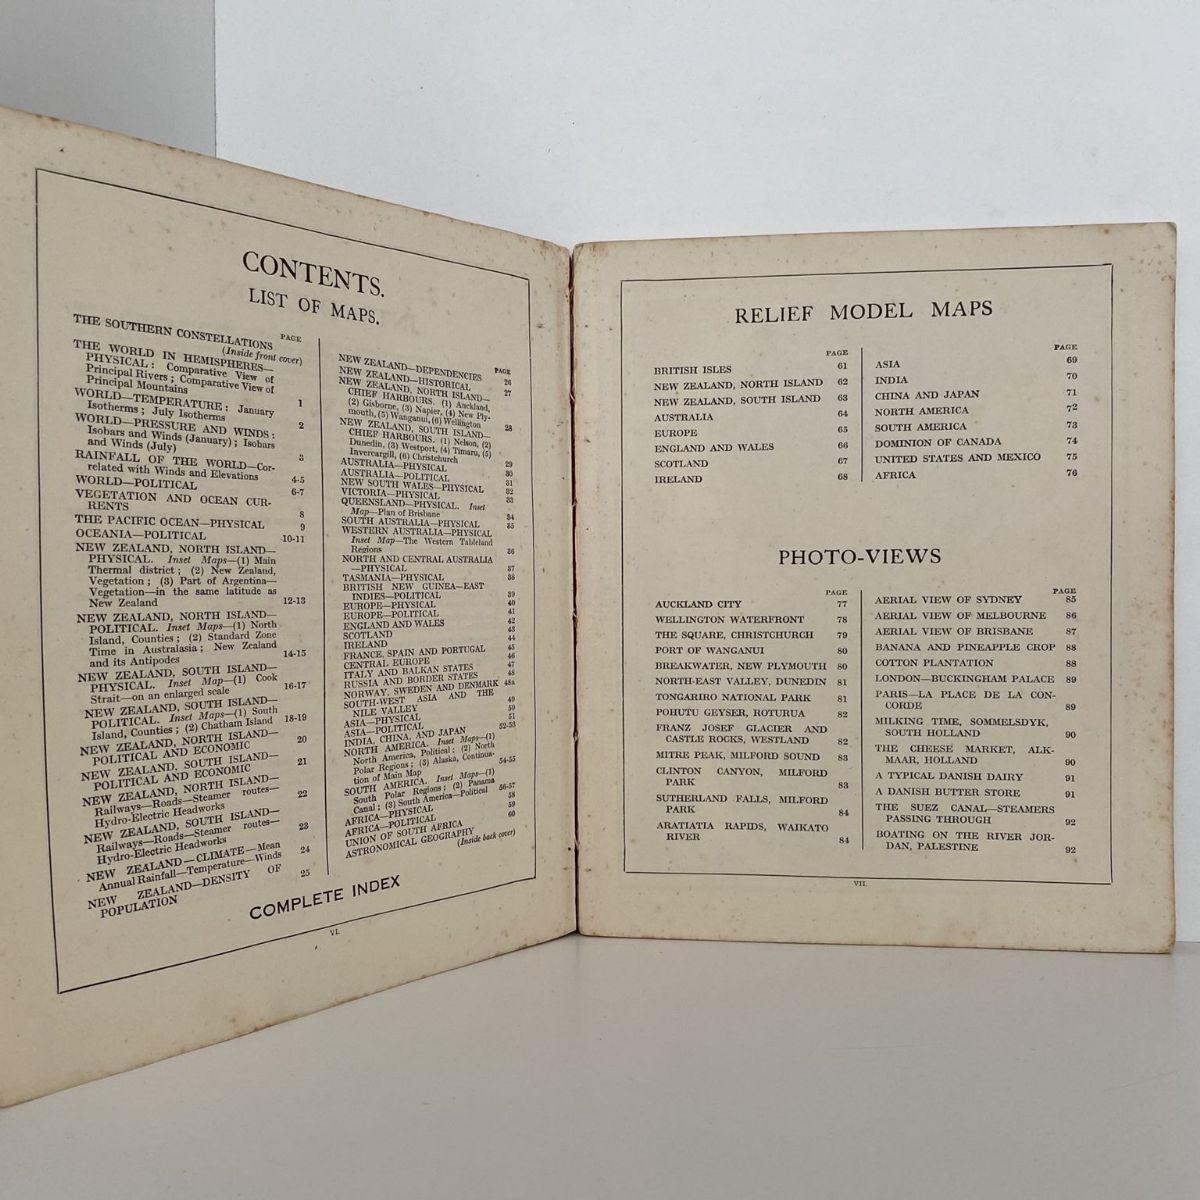 CONTENTS.
LIST OF MAPS.
PAGE
THE SOUTHERN CONSTELLATIONS
(Inside front cover)
THE WORLD IN HEMISPHERES—
PHYSICAL: Comparative View of
Principal Rivers; Comparative View of
Principal Mountains 1
WORLD—TEMPERATURE: January
Isotherms; July Isotherms 2
WORLD—PRESSURE AND WINDS:
Isobars and Winds (January); Isobars
and Winds (July) 3
RAINFALL OF THE WORLD—Cor-
related with Winds and Elevations 4-5
WORLD—POLITICAL 6-7
VEGETATION AND OCEAN CUR-
RENTS 8
THE PACIFIC OCEAN—PHYSICAL 9
OCEANIA—POLITICAL 10-11
NEW ZEALAND, NORTH ISLAND—
PHYSICAL. Inset Maps—(1) Main
Thermal district; (2) New Zealand,
Vegetation; (3) Part of Argentina—
Vegetation—in the same latitude as
New Zealand 12-13
NEW ZEALAND, NORTH ISLAND—
POLITICAL. Inset Maps—(1) North
Island, Counties; (2) Standard Zone
Time in Australasia; New Zealand
and its Antipodes 14-15
NEW ZEALAND, SOUTH ISLAND—
PHYSICAL. Inset Map—(1) Cook
Strait—on an enlarged scale 16-17
NEW ZEALAND, SOUTH ISLAND—
POLITICAL. Inset Maps—(1) South
Island, Counties; (2) Chatham Island 18-19
NEW ZEALAND, NORTH ISLAND—
POLITICAL AND ECONOMIC 20
NEW ZEALAND, SOUTH ISLAND—
POLITICAL AND ECONOMIC 21
NEW ZEALAND, NORTH ISLAND—
Railways—Roads—Steamer routes—
Hydro-Electric Headworks 22
NEW ZEALAND, SOUTH ISLAND—
Railways—Roads—Steamer routes—
Hydro-Electric Headworks 23
NEW ZEALAND—CLIMATE—Mean
Annual Rainfall—Temperature—Winds 24
NEW ZEALAND—DENSITY OF
POPULATION 25
PAGE
NEW ZEALAND—DEPENDENCIES 26
NEW ZEALAND—HISTORICAL 27
NEW ZEALAND, NORTH ISLAND—
CHIEF HARBOURS. (1) Auckland,
(2) Gisborne, (3) Napier, (4) New Ply-
mouth, (5) Wanganui, (6) Wellington 28
NEW ZEALAND, SOUTH ISLAND—
CHIEF HARBOURS. (1) Nelson, (2)
Dunedin, (3) Westport, (4) Timaru, (5)
Invercargill, (6) Christchurch 29
AUSTRALIA—PHYSICAL 30
AUSTRALIA—POLITICAL 31
NEW SOUTH WALES—PHYSICAL 32
VICTORIA—PHYSICAL 33
QUEENSLAND—PHYSICAL. Inset
Map—Plan of Brisbane 34
SOUTH AUSTRALIA—PHYSICAL 35
WESTERN AUSTRALIA—PHYSICAL
Inset Map—The Western Tableland
Regions 36
NORTH AND CENTRAL AUSTRALIA
—PHYSICAL 37
TASMANIA—PHYSICAL 38
BRITISH NEW GUINEA—EAST
INDIES—POLITICAL 39
EUROPE—PHYSICAL 40
EUROPE—POLITICAL 41
ENGLAND AND WALES 42
SCOTLAND 43
IRELAND 44
FRANCE, SPAIN AND PORTUGAL 45
CENTRAL EUROPE 46
ITALY AND BALKAN STATES 47
RUSSIA AND BORDER STATES 48
NORWAY, SWEDEN AND DENMARK 48A
SOUTH-WEST ASIA AND THE
NILE VALLEY 49
ASIA—PHYSICAL 50
ASIA—POLITICAL 51
INDIA, CHINA, AND JAPAN 52-53
NORTH AMERICA. Inset Maps—(1)
North America, Political; (2) North
Polar Regions; (3) Alaska, Continua-
tion of Main Map 54-55
SOUTH AMERICA. Inset Maps—(1)
South Polar Regions; (2) Panama
Canal; (3) South America—Political 56-57
AFRICA—PHYSICAL 58
AFRICA—POLITICAL 59
UNION OF SOUTH AFRICA 60
ASTRONOMICAL GEOGRAPHY
(Inside back cover)
COMPLETE INDEX
VI.
RELIEF MODEL MAPS
PAGE
BRITISH ISLES 61
NEW ZEALAND, NORTH ISLAND 62
NEW ZEALAND, SOUTH ISLAND 63
AUSTRALIA 64
EUROPE 65
ENGLAND AND WALES 66
SCOTLAND 67
IRELAND 68
PAGE
ASIA 69
INDIA 70
CHINA AND JAPAN 71
NORTH AMERICA 72
SOUTH AMERICA 73
DOMINION OF CANADA 74
UNITED STATES AND MEXICO 75
AFRICA 76
PHOTO-VIEWS
PAGE
AUCKLAND CITY 77
WELLINGTON WATERFRONT 78
THE SQUARE, CHRISTCHURCH 79
PORT OF WANGANUI 80
BREAKWATER, NEW PLYMOUTH 80
NORTH-EAST VALLEY, DUNEDIN 81
TONGARIRO NATIONAL PARK 81
POHUTU GEYSER, ROTURUA 82
FRANZ JOSEF GLACIER AND
CASTLE ROCKS, WESTLAND 82
MITRE PEAK, MILFORD SOUND 83
CLINTON CANYON, MILFORD
PARK 83
SUTHERLAND FALLS, MILFORD
PARK 84
ARATIATIA RAPIDS, WAIKATO
RIVER 84
PAGE
AERIAL VIEW OF SYDNEY 85
AERIAL VIEW OF MELBOURNE 86
AERIAL VIEW OF BRISBANE 87
BANANA AND PINEAPPLE CROP 88
COTTON PLANTATION 88
LONDON—BUCKINGHAM PALACE 89
PARIS—LA PLACE DE LA CON-
CORDE 89
MILKING TIME, SOMMELSDYK,
SOUTH HOLLAND 90
THE CHEESE MARKET, ALK-
MAAR, HOLLAND 90
A TYPICAL DANISH DAIRY 91
A DANISH BUTTER STORE 91
THE SUEZ CANAL—STEAMERS
PASSING THROUGH 92
BOATING ON THE RIVER JOR-
DAN, PALESTINE 92
VII.